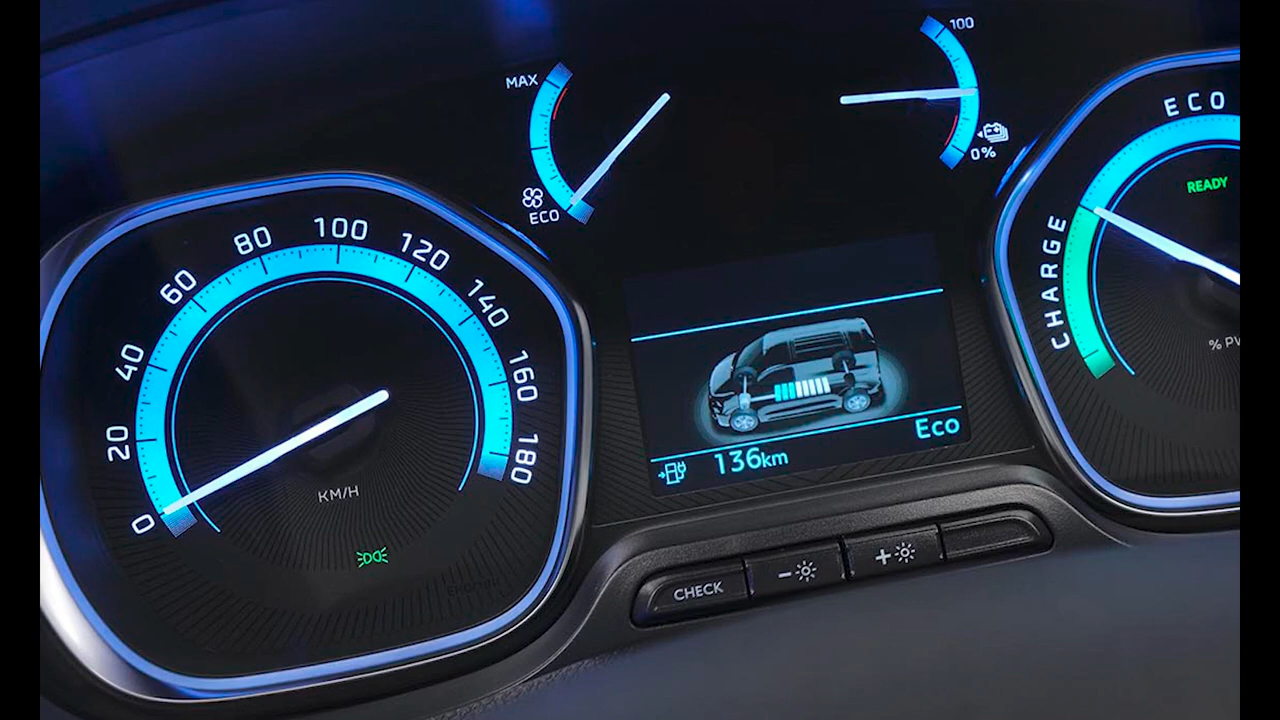 MAX
ECO
100
0%
ECO
READY
CHARGE
0
20
40
60
80
100
120
140
160
180
KM/H
136km
Eco
CHECK
−
+